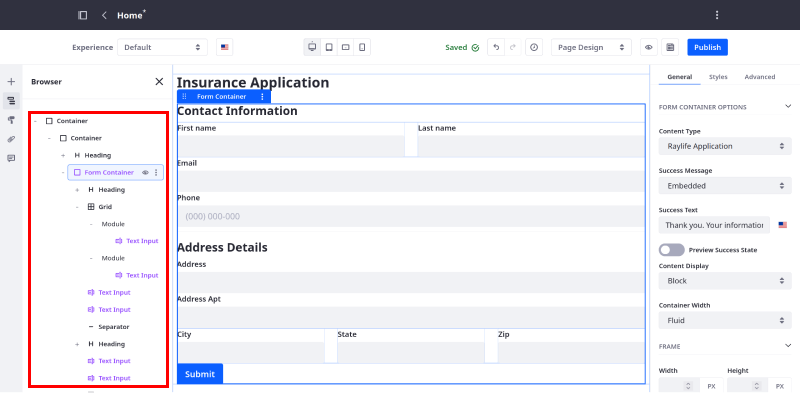 Home*
Experience Default Saved Page Design Publish
Browser
Container
Container
H Heading
Form Container
H Heading
Grid
Module
Text Input
Module
Text Input
Text Input
Text Input
Separator
H Heading
Text Input
Text Input
Insurance Application
Form Container
Contact Information
First name Last name
Email
Phone
(000) 000-000
Address Details
Address
Address Apt
City State Zip
Submit
General Styles Advanced
FORM CONTAINER OPTIONS
Content Type
Raylife Application
Success Message
Embedded
Success Text
Thank you. Your information
Preview Success State
Content Display
Block
Container Width
Fluid
FRAME
Width Height
PX PX